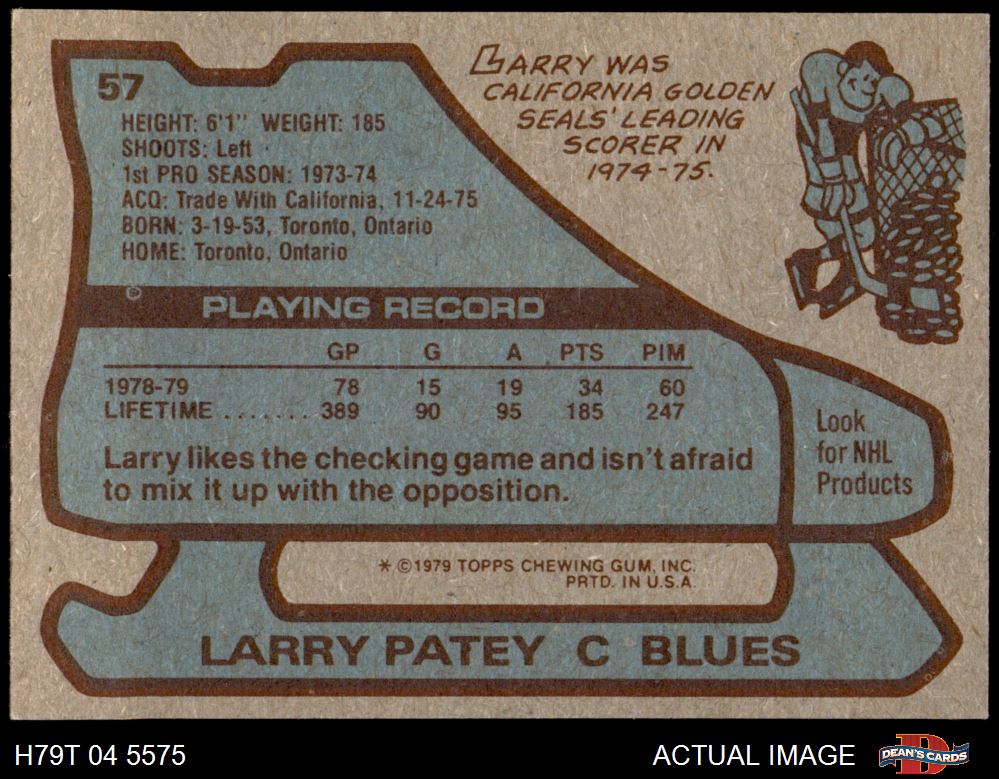 57
HEIGHT: 6'1" WEIGHT: 185
SHOOTS: Left
1st PRO SEASON: 1973-74
ACQ: Trade With California, 11-24-75
BORN: 3-19-53, Toronto, Ontario
HOME: Toronto, Ontario
LARRY WAS
CALIFORNIA GOLDEN
SEALS' LEADING
SCORER IN
1974-75.
©
PLAYING RECORD
GP G A PTS PIM
1978-79 78 15 19 34 60
LIFETIME ....... 389 90 95 185 247
Larry likes the checking game and isn't afraid
to mix it up with the opposition.
Look
for NHL
Products
* ©1979 TOPPS CHEWING GUM, INC.
PRTD. IN U.S.A.
LARRY PATEY C BLUES
H79T 04 5575
ACTUAL IMAGE
DEAN'S CARDS